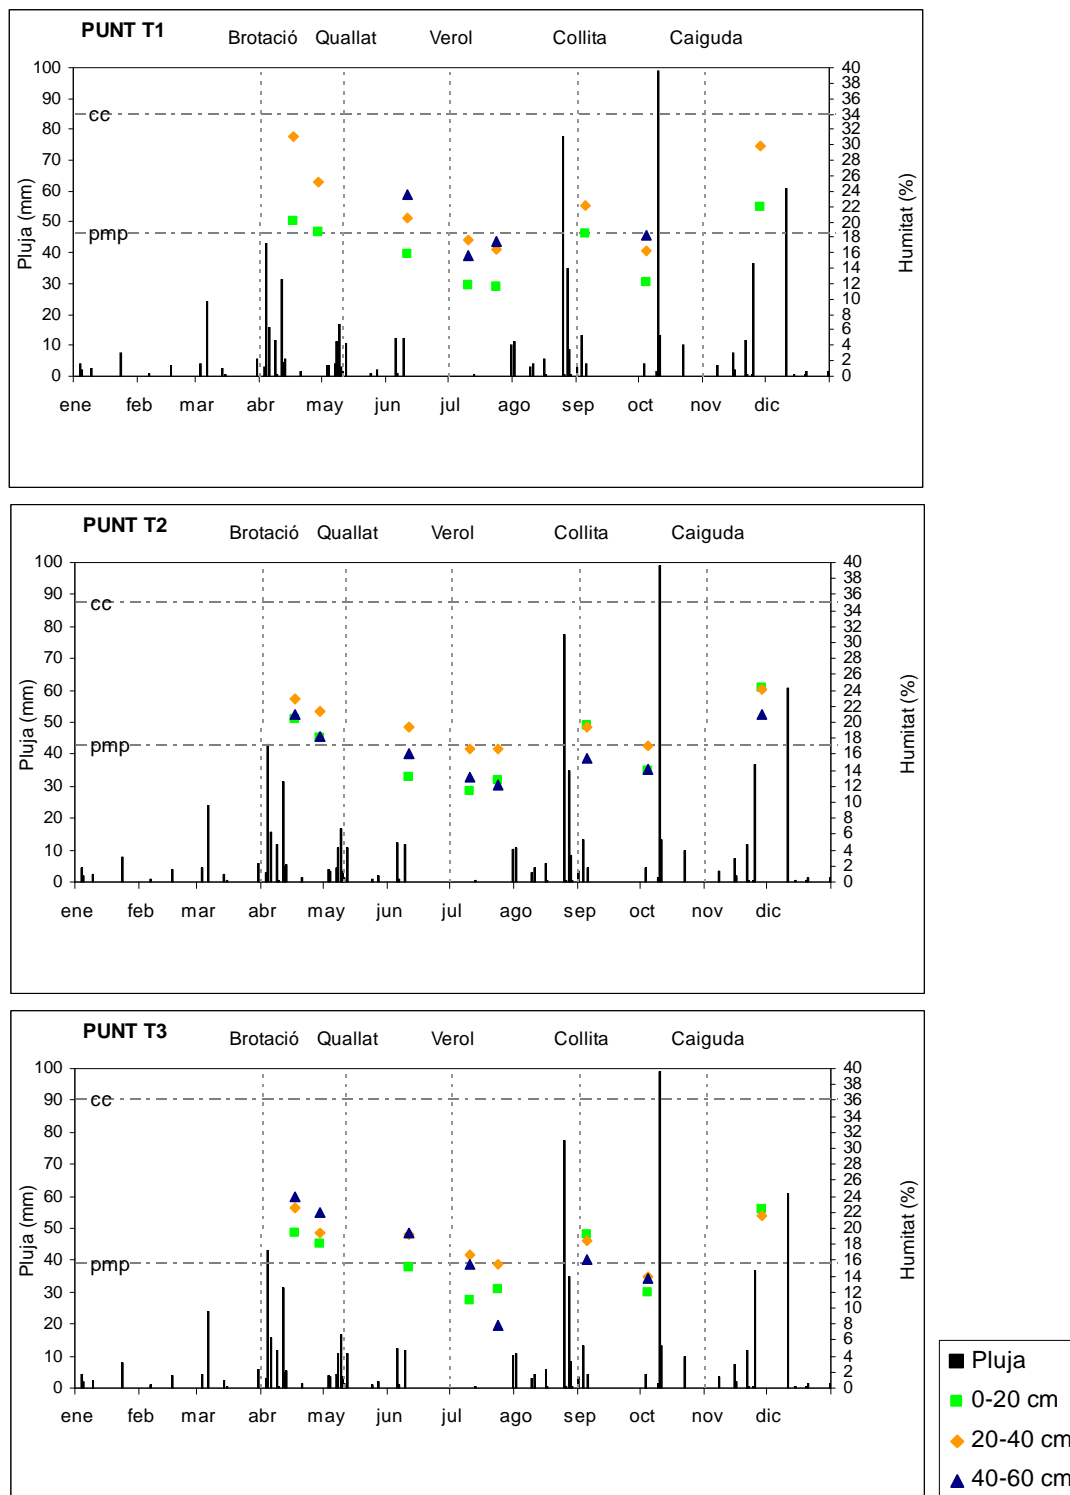 PUNT T1
Brotació Quallat Verol Collita Caiguda
100 90 80 70 60 50 40 30 20 10 0
Pluja (mm)
cc
pmp
40 38 36 34 32 30 28 26 24 22 20 18 16 14 12 10 8 6 4 2 0
Humitat (%)
ene feb mar abr may jun jul ago sep oct nov dic
PUNT T2
Brotació Quallat Verol Collita Caiguda
100 90 80 70 60 50 40 30 20 10 0
Pluja (mm)
cc
pmp
40 38 36 34 32 30 28 26 24 22 20 18 16 14 12 10 8 6 4 2 0
Humitat (%)
ene feb mar abr may jun jul ago sep oct nov dic
PUNT T3
Brotació Quallat Verol Collita Caiguda
100 90 80 70 60 50 40 30 20 10 0
Pluja (mm)
cc
pmp
40 38 36 34 32 30 28 26 24 22 20 18 16 14 12 10 8 6 4 2 0
Humitat (%)
ene feb mar abr may jun jul ago sep oct nov dic
Pluja
0-20 cm
20-40 cm
40-60 cm